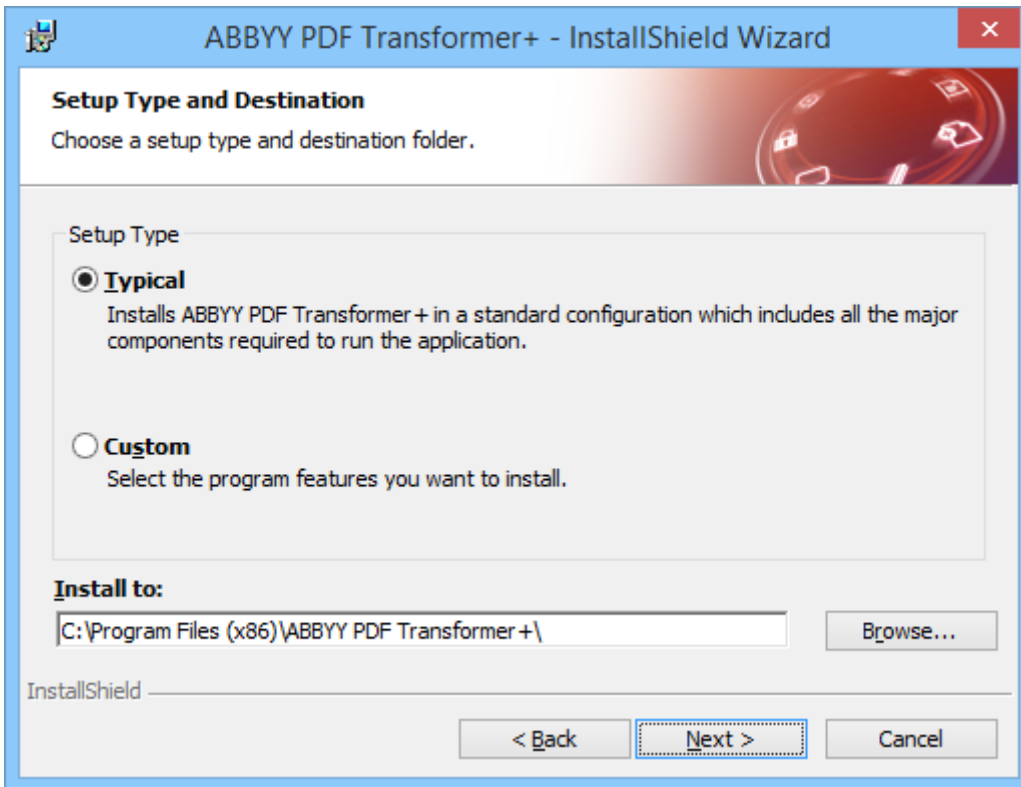 ABBYY PDF Transformer+ - InstallShield Wizard
Setup Type and Destination
Choose a setup type and destination folder.
Setup Type
Typical
Installs ABBYY PDF Transformer+ in a standard configuration which includes all the major
components required to run the application.
Custom
Select the program features you want to install.
Install to:
C:\Program Files (x86)\ABBYY PDF Transformer+\
Browse...
InstallShield
< Back
Next >
Cancel